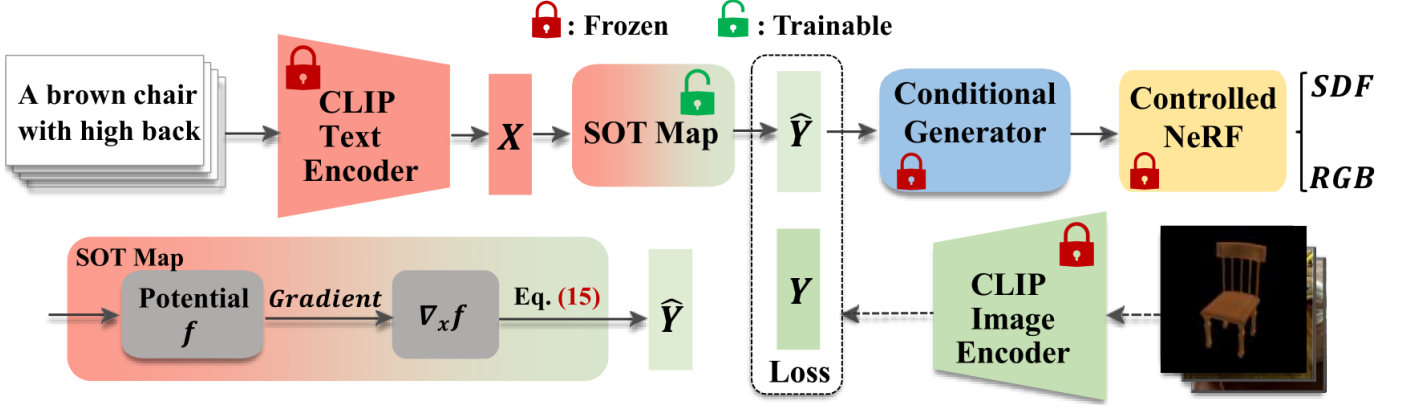 : Frozen
: Trainable
A brown chair
with high back
CLIP
Text
Encoder
X
SOT Map
Ŷ
Conditional
Generator
Controlled
NeRF
SDF
RGB
SOT Map
Potential
f
Gradient
∇ₓf
Eq. (15)
Ŷ
Y
Loss
CLIP
Image
Encoder